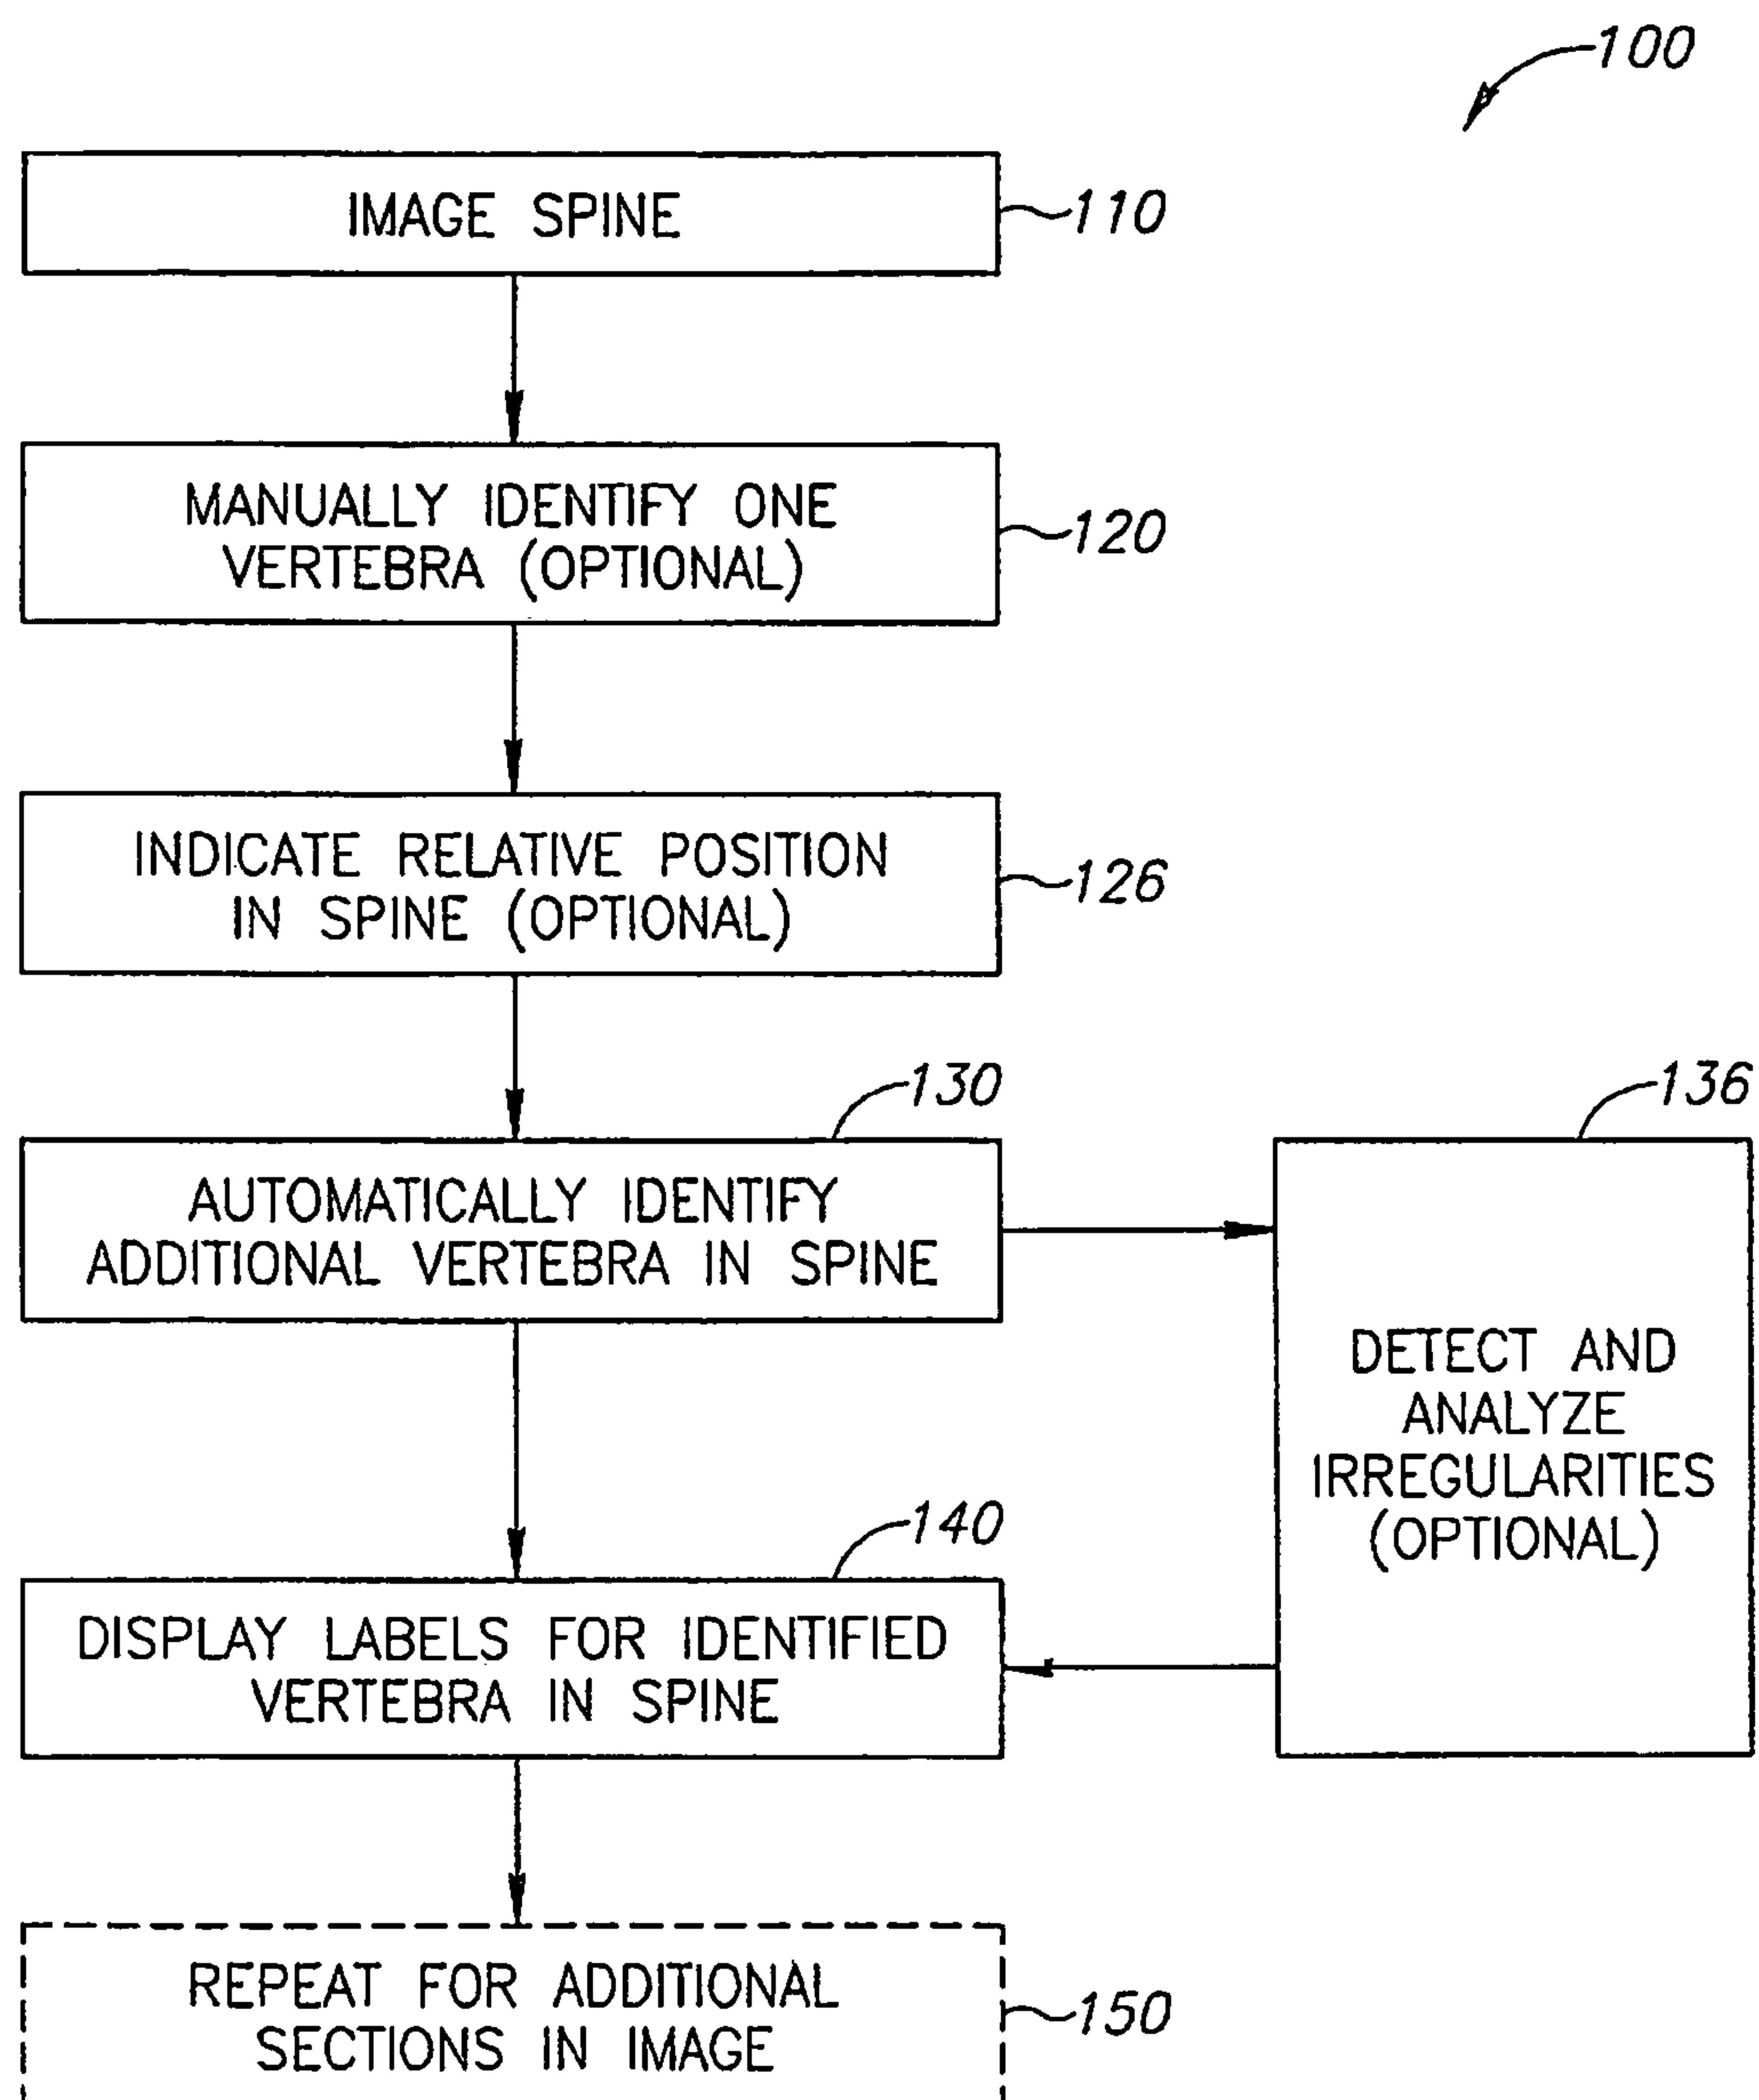 100
IMAGE SPINE
110
MANUALLY IDENTIFY ONE
VERTEBRA (OPTIONAL)
120
INDICATE RELATIVE POSITION
IN SPINE (OPTIONAL)
126
130
AUTOMATICALLY IDENTIFY
ADDITIONAL VERTEBRA IN SPINE
136
DETECT AND
ANALYZE
IRREGULARITIES
(OPTIONAL)
140
DISPLAY LABELS FOR IDENTIFIED
VERTEBRA IN SPINE
REPEAT FOR ADDITIONAL
SECTIONS IN IMAGE
150